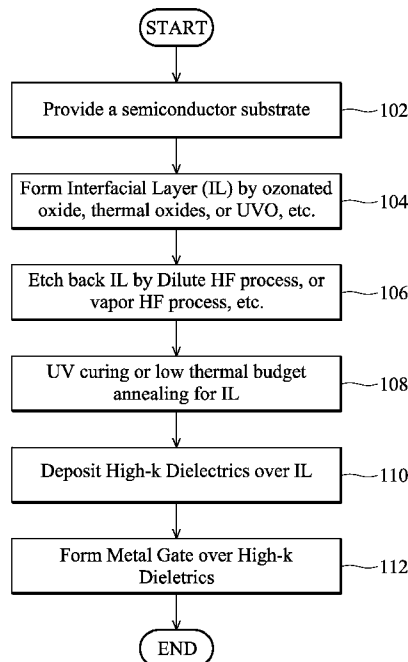 START
Provide a semiconductor substrate
102
Form Interfacial Layer (IL) by ozonated
oxide, thermal oxides, or UVO, etc.
104
Etch back IL by Dilute HF process, or
vapor HF process, etc.
106
UV curing or low thermal budget
annealing for IL
108
Deposit High-k Dielectrics over IL
110
Form Metal Gate over High-k
Dieletrics
112
END